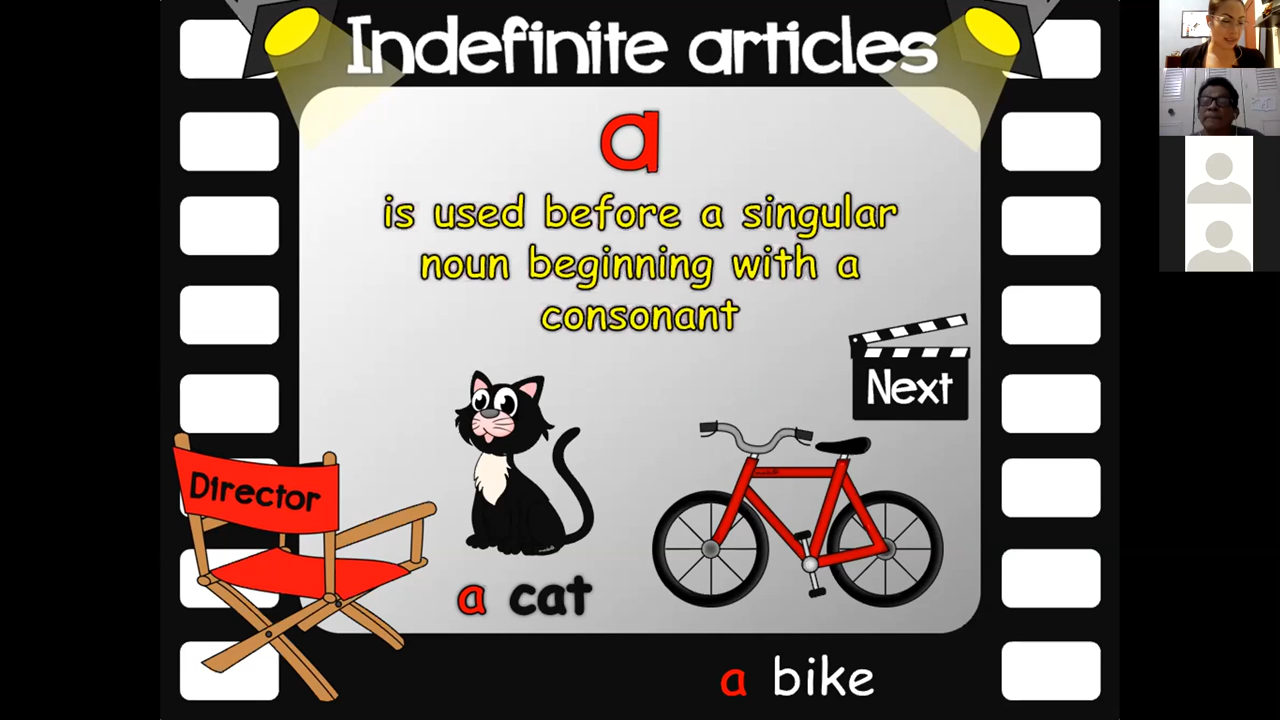 Indefinite articles
a
is used before a singular
noun beginning with a
consonant
Next
Director
a cat
a bike